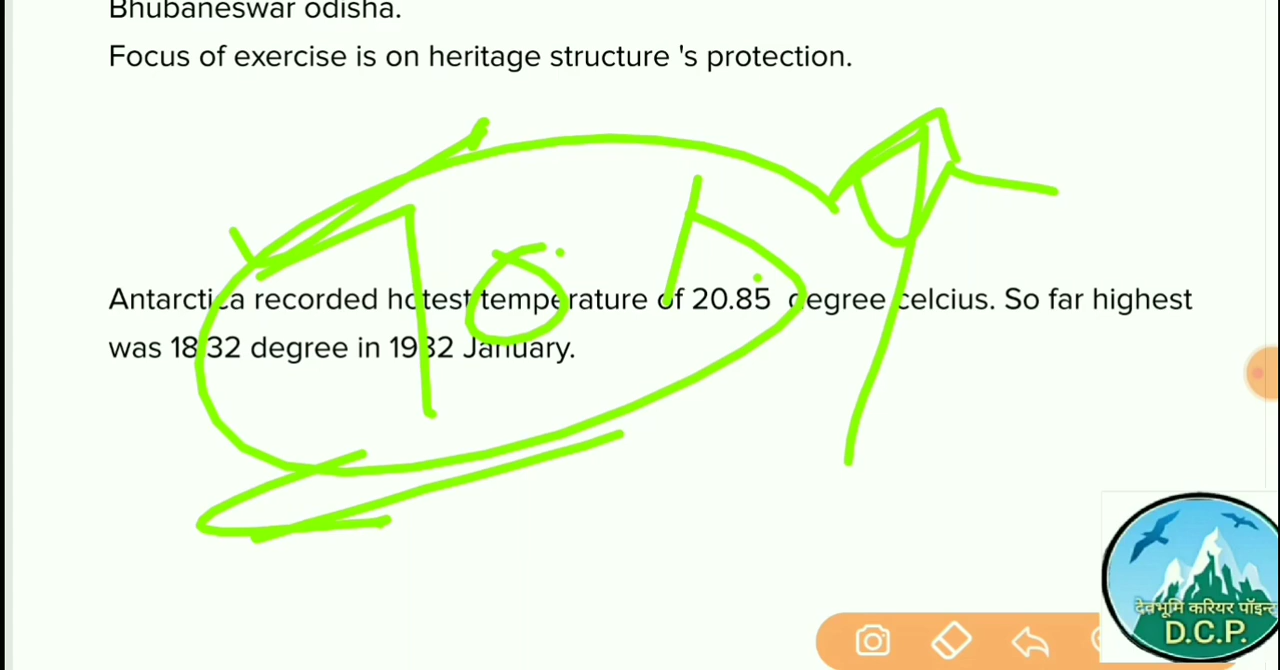 Bhubaneswar odisha.
Focus of exercise is on heritage structure 's protection.
Antarctica recorded hotest temperature of 20.85 degree celcius. So far highest
was 18.32 degree in 1982 January.
देवभूमि करियर पॉइन्ट
D.C.P.